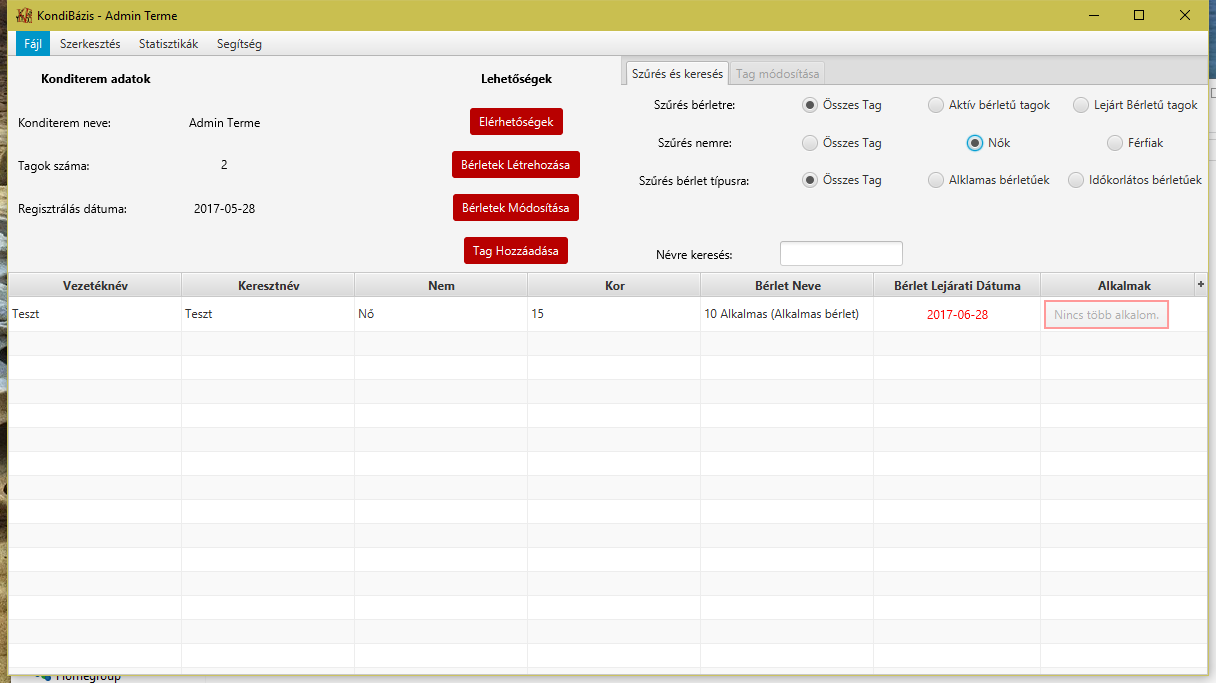 KondiBázis - Admin Terme
Fájl Szerkesztés Statisztikák Segítség
Konditerem adatok
Konditerem neve: Admin Terme
Tagok száma: 2
Regisztrálás dátuma: 2017-05-28
Lehetőségek
Elérhetőségek
Bérletek Létrehozása
Bérletek Módosítása
Tag Hozzáadása
Szűrés és keresés Tag módosítása
Szűrés bérletre: Összes Tag Aktív bérletű tagok Lejárt Bérletű tagok
Szűrés nemre: Összes Tag Nők Férfiak
Szűrés bérlet típusra: Összes Tag Alklamas bérletűek Időkorlátos bérletűek
Névre keresés:
Vezetéknév Keresztnév Nem Kor Bérlet Neve Bérlet Lejárati Dátuma Alkalmak +
Teszt Teszt Nő 15 10 Alkalmas (Alkalmas bérlet) 2017-06-28 Nincs több alkalom.
Homegroup